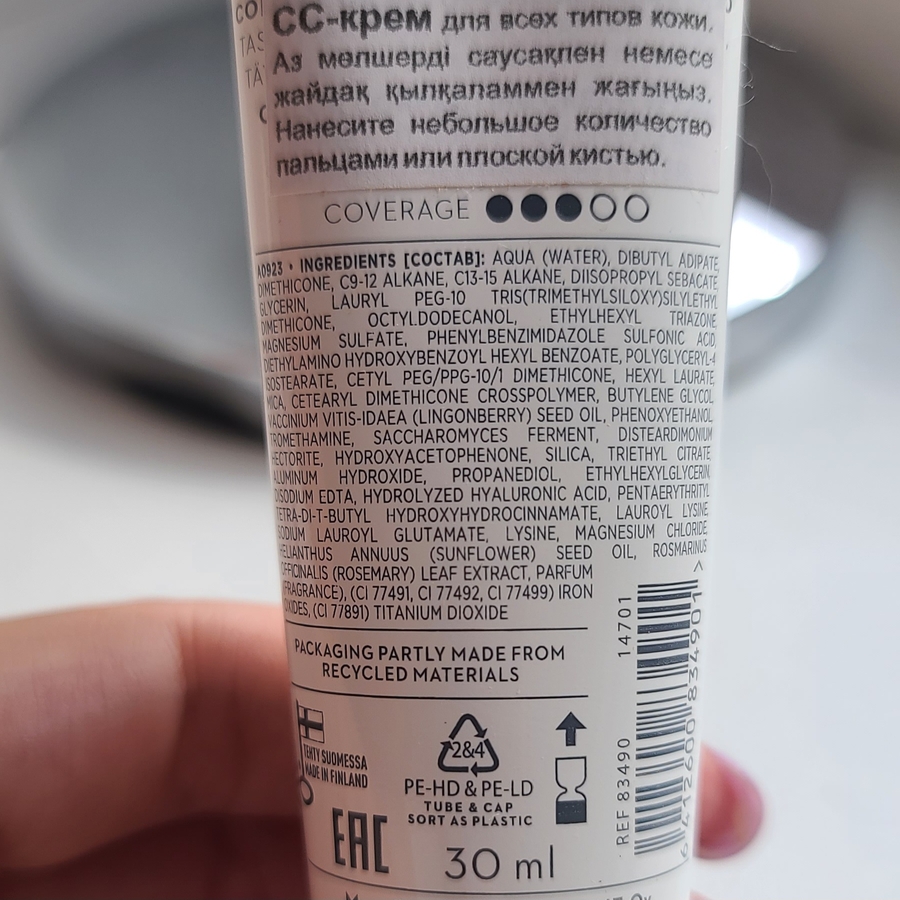 СС-крем для всех типов кожи.
Аз мөлшерді саусақпен немесе
жайдақ қылқаламмен жағыңыз.
Нанесите небольшое количество
пальцами или плоской кистью.
COVERAGE
A0923 • INGREDIENTS [СОСТАВ]: AQUA (WATER), DIBUTYL ADIPATE,
DIMETHICONE, C9-12 ALKANE, C13-15 ALKANE, DIISOPROPYL SEBACATE,
GLYCERIN, LAURYL PEG-10 TRIS(TRIMETHYLSILOXY)SILYLETHYL
DIMETHICONE, OCTYLDODECANOL, ETHYLHEXYL TRIAZONE,
MAGNESIUM SULFATE, PHENYLBENZIMIDAZOLE SULFONIC ACID,
DIETHYLAMINO HYDROXYBENZOYL HEXYL BENZOATE, POLYGLYCERYL-4
ISOSTEARATE, CETYL PEG/PPG-10/1 DIMETHICONE, HEXYL LAURATE,
MICA, CETEARYL DIMETHICONE CROSSPOLYMER, BUTYLENE GLYCOL,
VACCINIUM VITIS-IDAEA (LINGONBERRY) SEED OIL, PHENOXYETHANOL,
TROMETHAMINE, SACCHAROMYCES FERMENT, DISTEARDIMONIUM
HECTORITE, HYDROXYACETOPHENONE, SILICA, TRIETHYL CITRATE,
ALUMINUM HYDROXIDE, PROPANEDIOL, ETHYLHEXYLGLYCERIN,
DISODIUM EDTA, HYDROLYZED HYALURONIC ACID, PENTAERYTHRITYL
TETRA-DI-T-BUTYL HYDROXYHYDROCINNAMATE, LAUROYL LYSINE,
SODIUM LAUROYL GLUTAMATE, LYSINE, MAGNESIUM CHLORIDE,
HELIANTHUS ANNUUS (SUNFLOWER) SEED OIL, ROSMARINUS
OFFICINALIS (ROSEMARY) LEAF EXTRACT, PARFUM
(FRAGRANCE), (CI 77491, CI 77492, CI 77499) IRON
OXIDES, (CI 77891) TITANIUM DIOXIDE
PACKAGING PARTLY MADE FROM
RECYCLED MATERIALS
TEHTY SUOMESSA
MADE IN FINLAND
2&4
PE-HD & PE-LD
TUBE & CAP
SORT AS PLASTIC
EAC
30 ml
REF 83490 14701
6 412600 834901 >